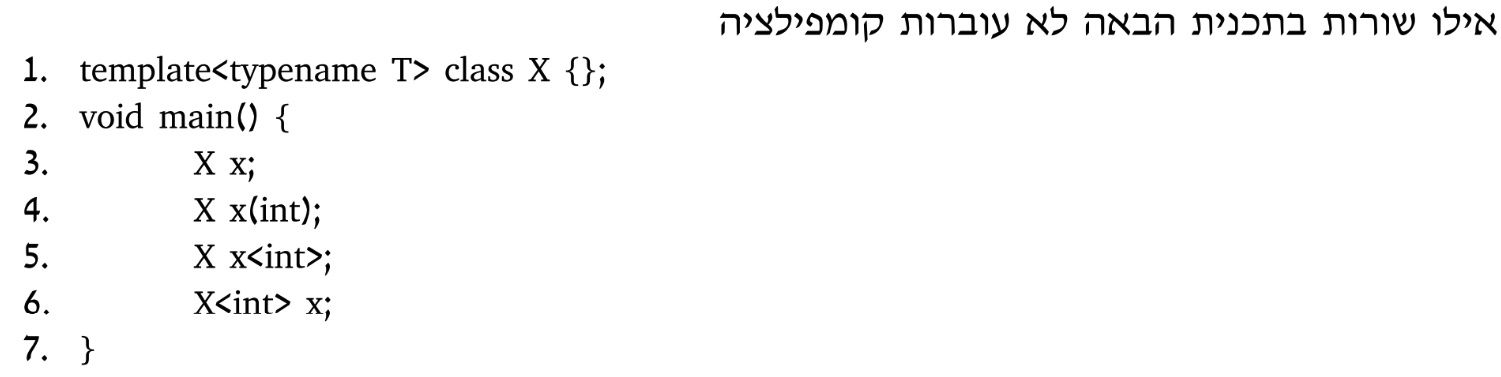 אילו שורות בתכנית הבאה לא עוברות קומפילציה
1. template<typename T> class X {};
2. void main() {
3. X x;
4. X x(int);
5. X x<int>;
6. X<int> x;
7. }